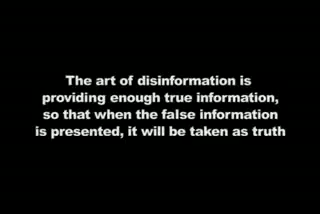 The art of disinformation is
providing enough true information,
so that when the false information
is presented, it will be taken as truth